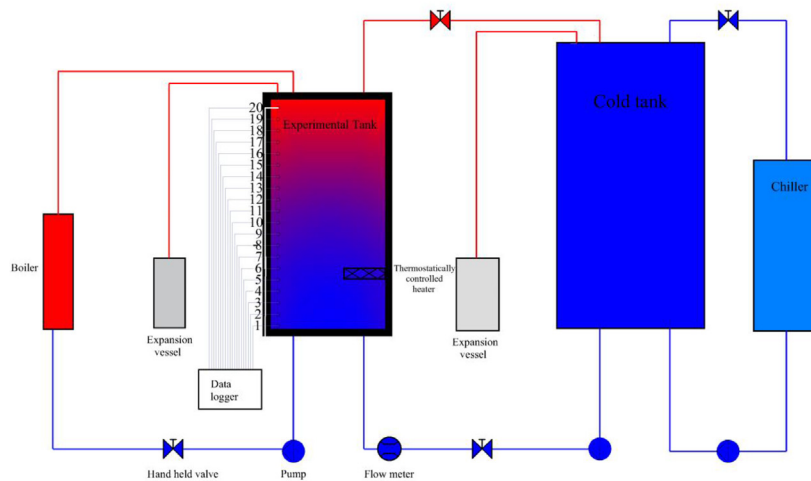 Cold tank
20
Experimental Tank
19
18
17
16
15
14
13
12
11
10
9
8
7
6
5
4
3
2
1
Chiller
Boiler
Thermostatically
controlled
heater
Expansion
vessel
Expansion
vessel
Data
logger
Hand held valve
Pump
Flow meter